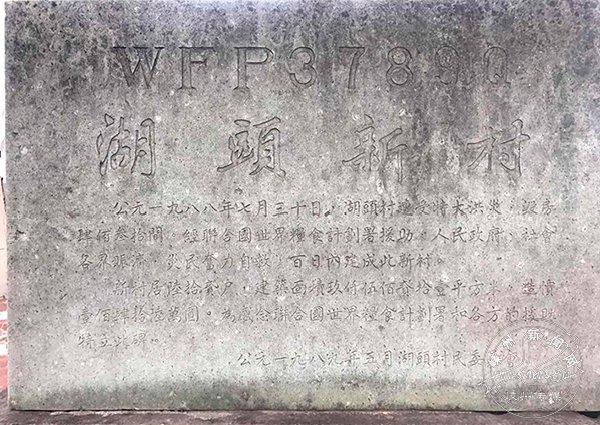 WFP3789Q
湖頭新村
公元一九八八年七月三十日，湖頭村遭受特大洪災，毀房
肆佰叁拾間。經聯合國世界糧食計劃署援助。人民政府、社會
各界賑濟，災民奮力自救，百日內建成此新村。
新村居陸拾貳户，建築面積玖仟伍佰叁拾壹平方米，造價
壹佰肆拾陸萬圓。為感念聯合國世界糧食計劃署和各方的援助
特立此碑。
公元一九八九年五月湖頭村民委